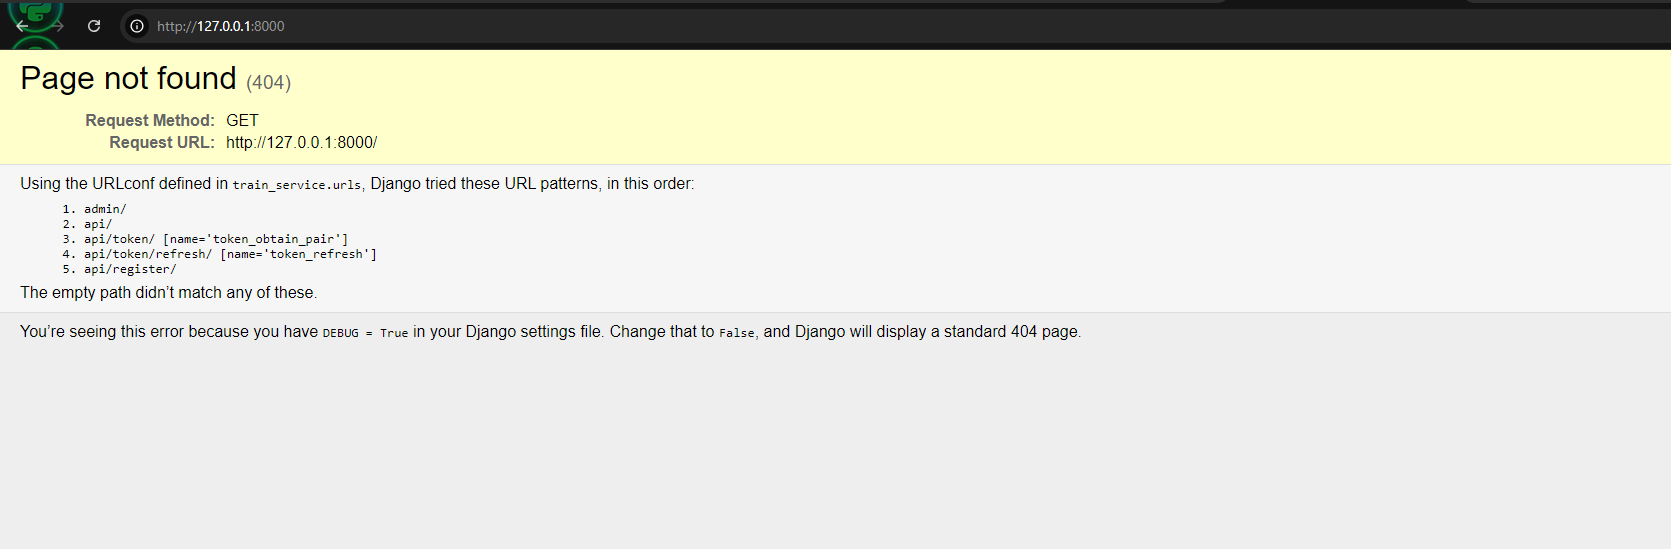 http://127.0.0.1:8000
Page not found (404)
Request Method: GET
Request URL: http://127.0.0.1:8000/
Using the URLconf defined in train_service.urls, Django tried these URL patterns, in this order:
1. admin/
2. api/
3. api/token/ [name='token_obtain_pair']
4. api/token/refresh/ [name='token_refresh']
5. api/register/
The empty path didn’t match any of these.
You’re seeing this error because you have DEBUG = True in your Django settings file. Change that to False, and Django will display a standard 404 page.